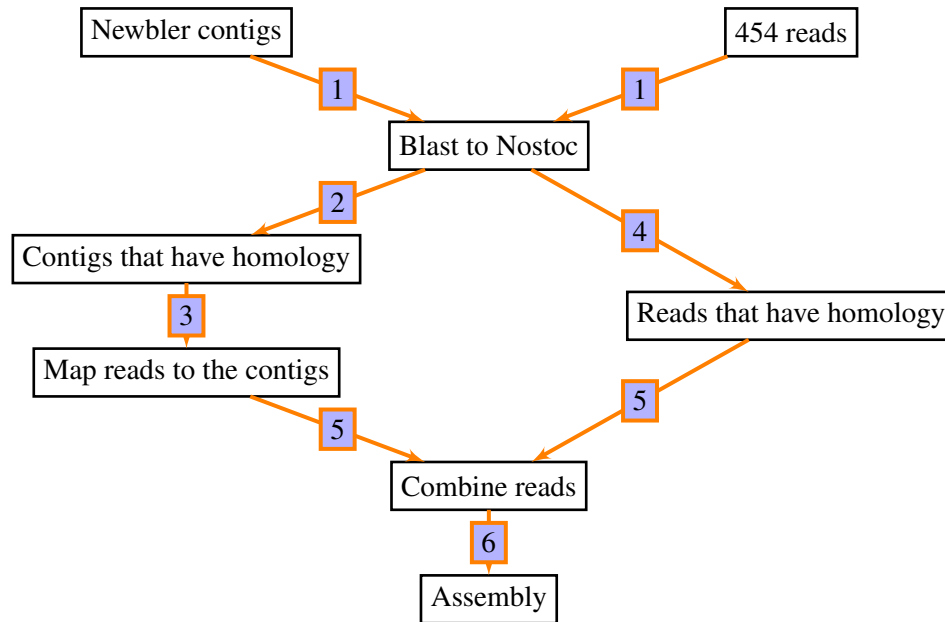 Newbler contigs
454 reads
1
1
Blast to Nostoc
2
4
Contigs that have homology
3
Reads that have homology
Map reads to the contigs
5
5
Combine reads
6
Assembly